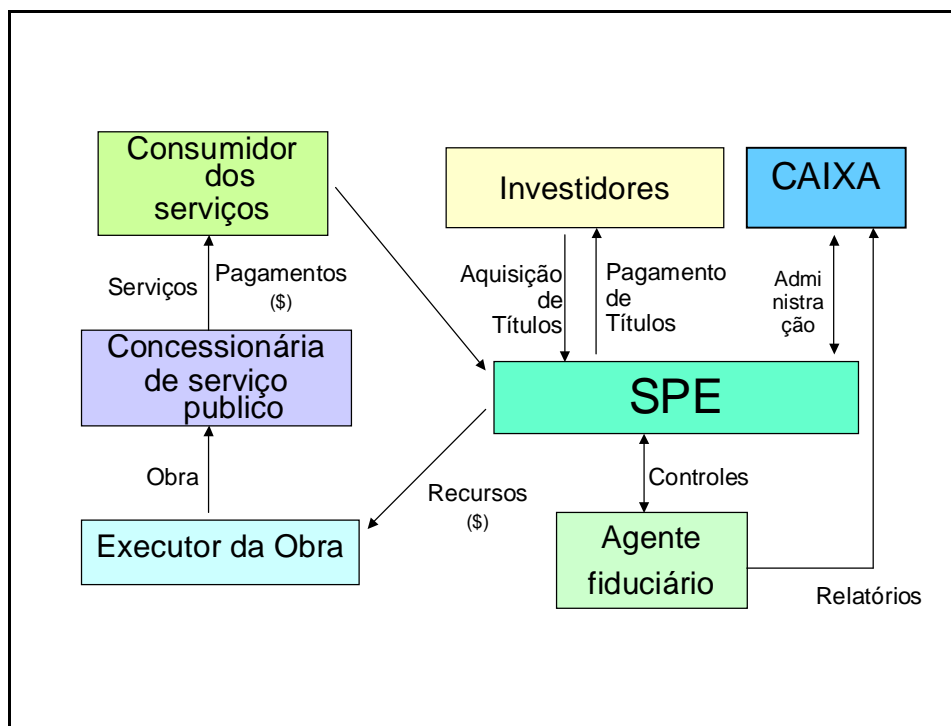 Consumidor
dos
serviços
Investidores
CAIXA
Serviços
Pagamentos
($)
Aquisição
de
Títulos
Pagamento
de
Títulos
Admi
nistra
ção
Concessionária
de serviço
publico
SPE
Obra
Recursos
($)
Controles
Executor da Obra
Agente
fiduciário
Relatórios